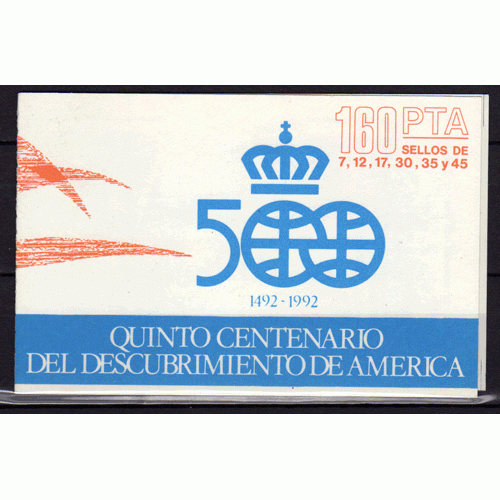 160 PTA
SELLOS DE
7, 12, 17, 30, 35 y 45
500
1492 - 1992
QUINTO CENTENARIO
DEL DESCUBRIMIENTO DE AMERICA